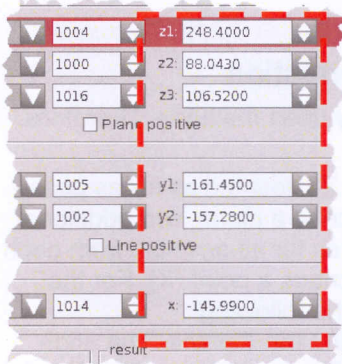 1004 z1: 248.4000
1000 z2: 88.0430
1016 z3: 106.5200
Plane positive
1005 y1: -161.4500
1002 y2: -157.2800
Line positive
1014 x: -145.9900
result